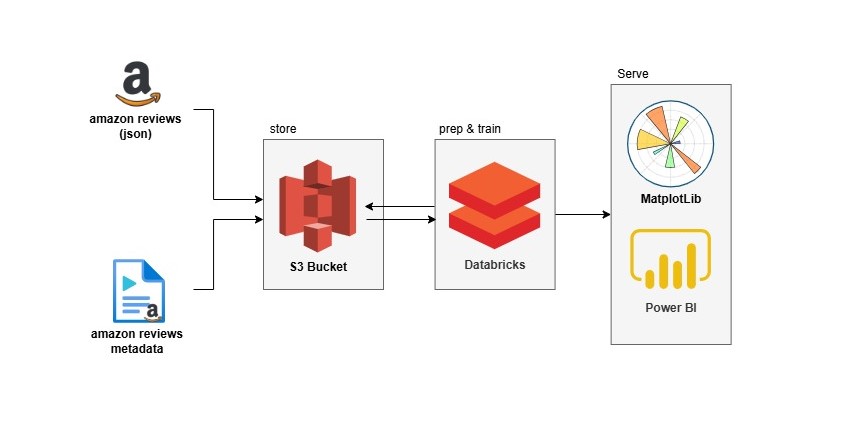 a
amazon reviews
(json)
store
S3 Bucket
prep & train
Databricks
Serve
MatplotLib
Power BI
a
amazon reviews
metadata